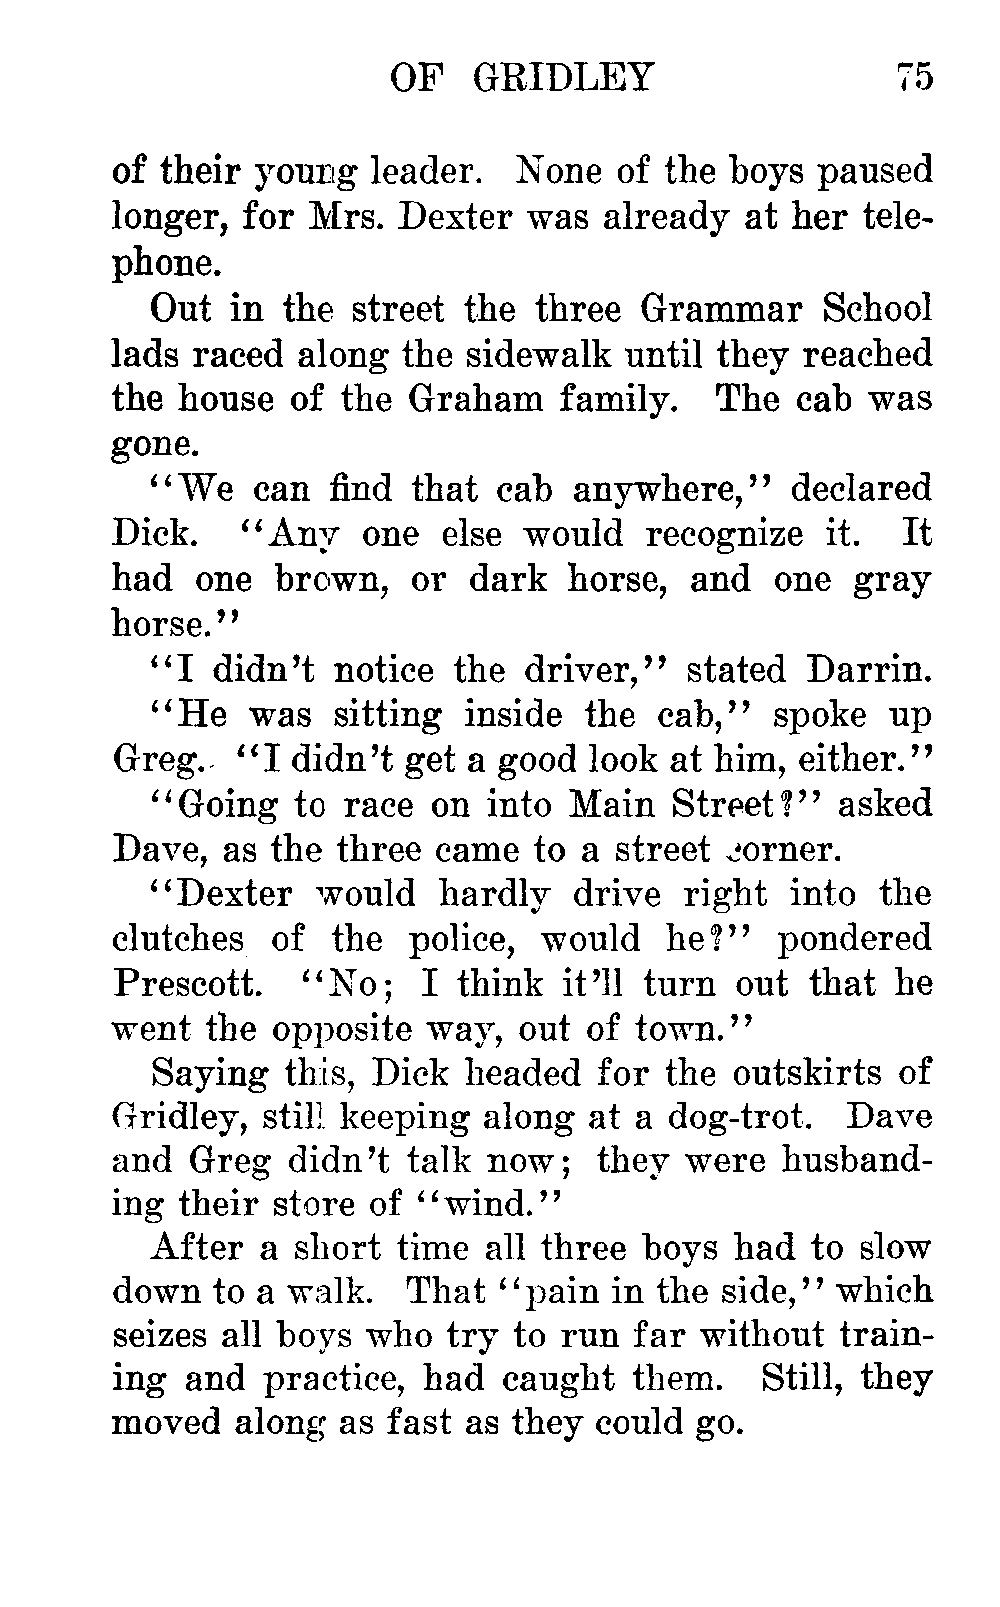 OF GRIDLEY 75
of their young leader. None of the boys paused
longer, for Mrs. Dexter was already at her tele-
phone.
Out in the street the three Grammar School
lads raced along the sidewalk until they reached
the house of the Graham family. The cab was
gone.
"We can find that cab anywhere," declared
Dick. "Any one else would recognize it. It
had one brown, or dark horse, and one gray
horse."
"I didn't notice the driver," stated Darrin.
"He was sitting inside the cab," spoke up
Greg. "I didn't get a good look at him, either."
"Going to race on into Main Street?" asked
Dave, as the three came to a street corner.
"Dexter would hardly drive right into the
clutches of the police, would he?" pondered
Prescott. "No; I think it'll turn out that he
went the opposite way, out of town."
Saying this, Dick headed for the outskirts of
Gridley, still keeping along at a dog-trot. Dave
and Greg didn't talk now; they were husband-
ing their store of "wind."
After a short time all three boys had to slow
down to a walk. That "pain in the side," which
seizes all boys who try to run far without train-
ing and practice, had caught them. Still, they
moved along as fast as they could go.